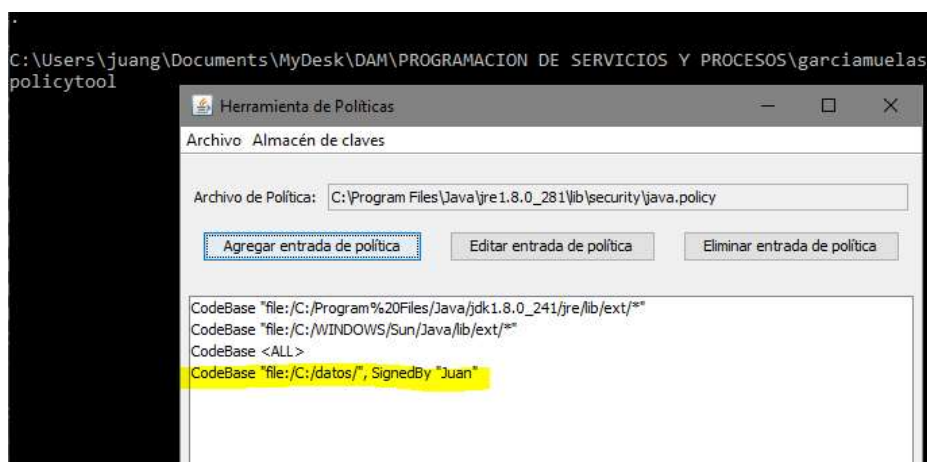 .
C:\Users\juang\Documents\MyDesk\DAM\PROGRAMACION DE SERVICIOS Y PROCESOS\garciamuelas
policytool
Herramienta de Políticas
Archivo Almacén de claves
Archivo de Política: C:\Program Files\Java\jre1.8.0_281\lib\security\java.policy
Agregar entrada de política Editar entrada de política Eliminar entrada de política
CodeBase "file:/C:/Program%20Files/Java/jdk1.8.0_241/jre/lib/ext/*"
CodeBase "file:/C:/WINDOWS/Sun/Java/lib/ext/*"
CodeBase <ALL>
CodeBase "file:/C:/datos/", SignedBy "Juan"